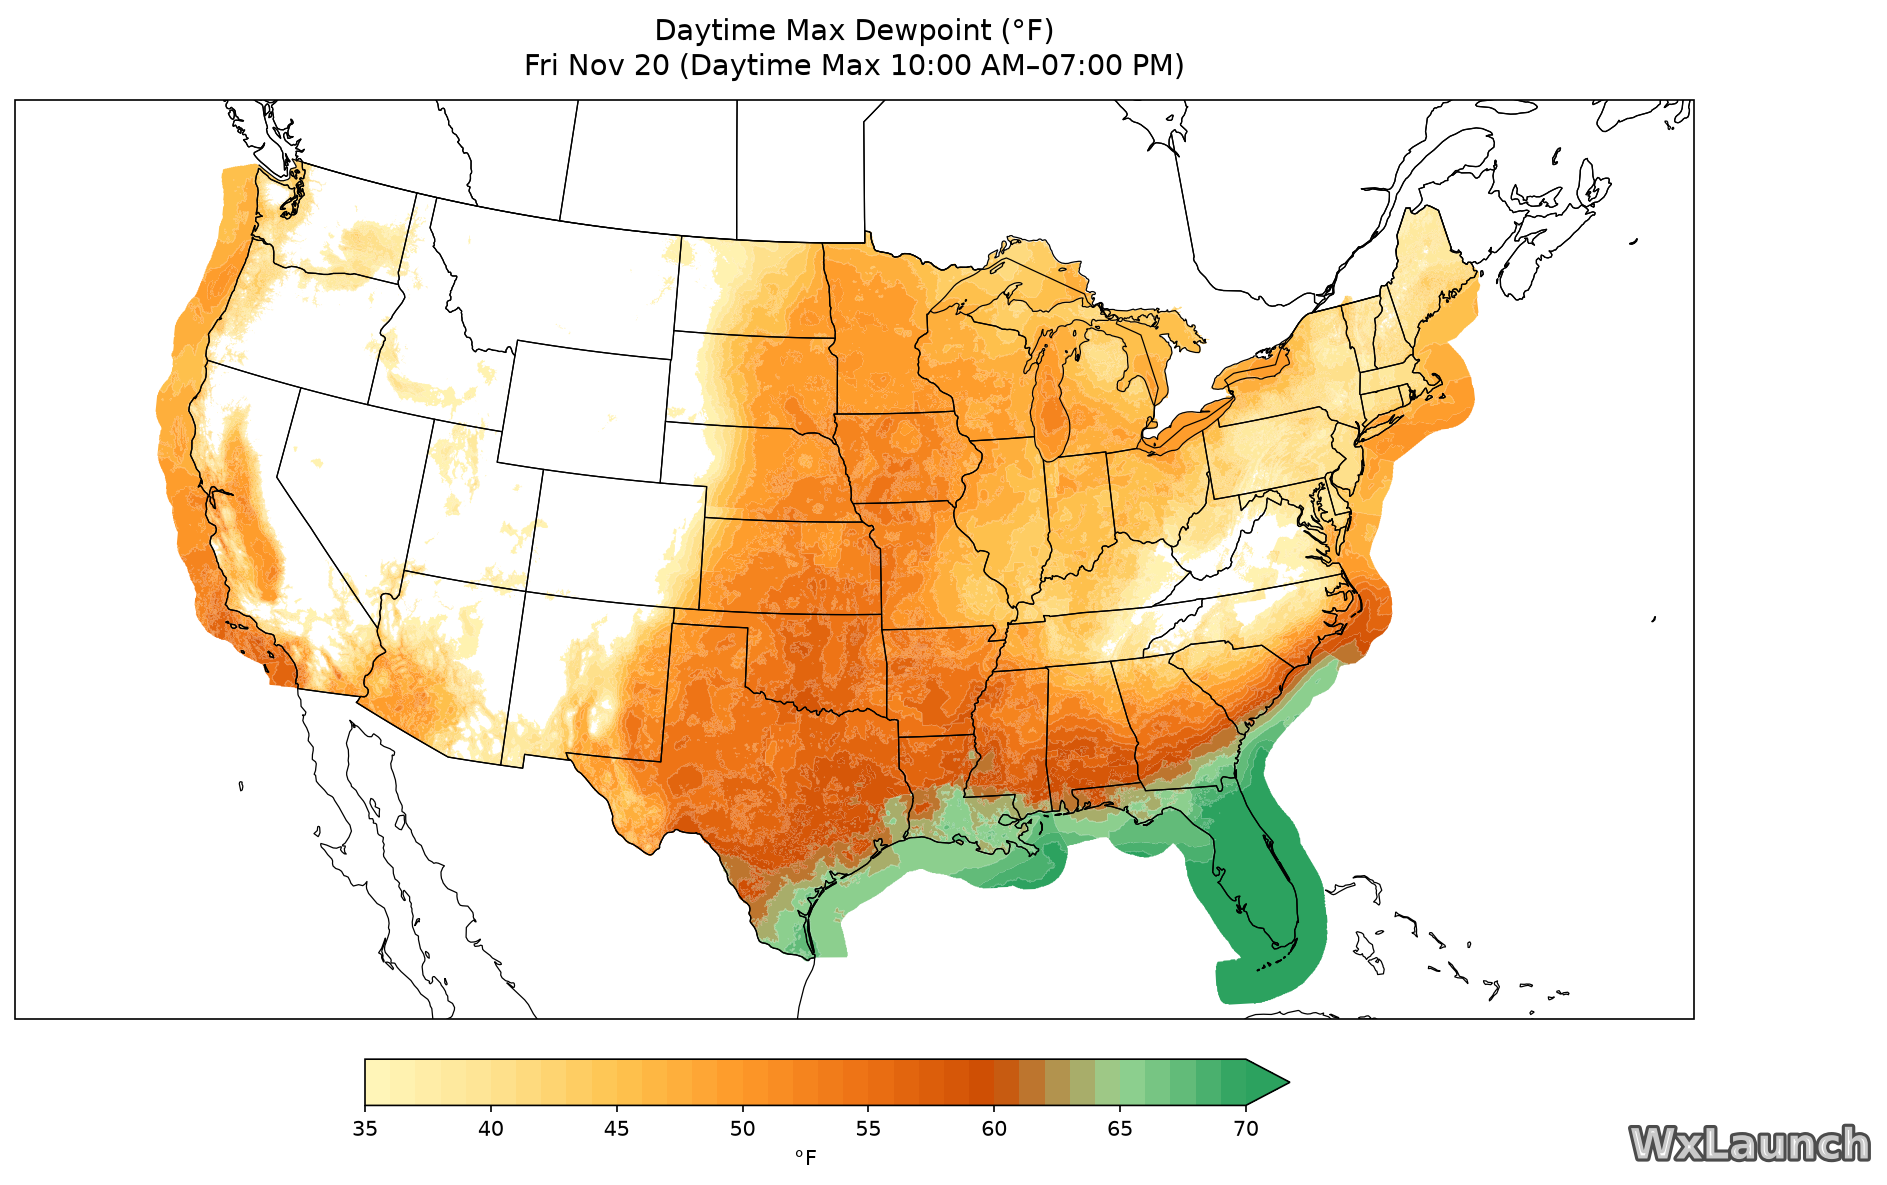 Daytime Max Dewpoint (°F)
Fri Nov 20 (Daytime Max 10:00 AM–07:00 PM)
35 40 45 50 55 60 65 70
°F
WxLaunch